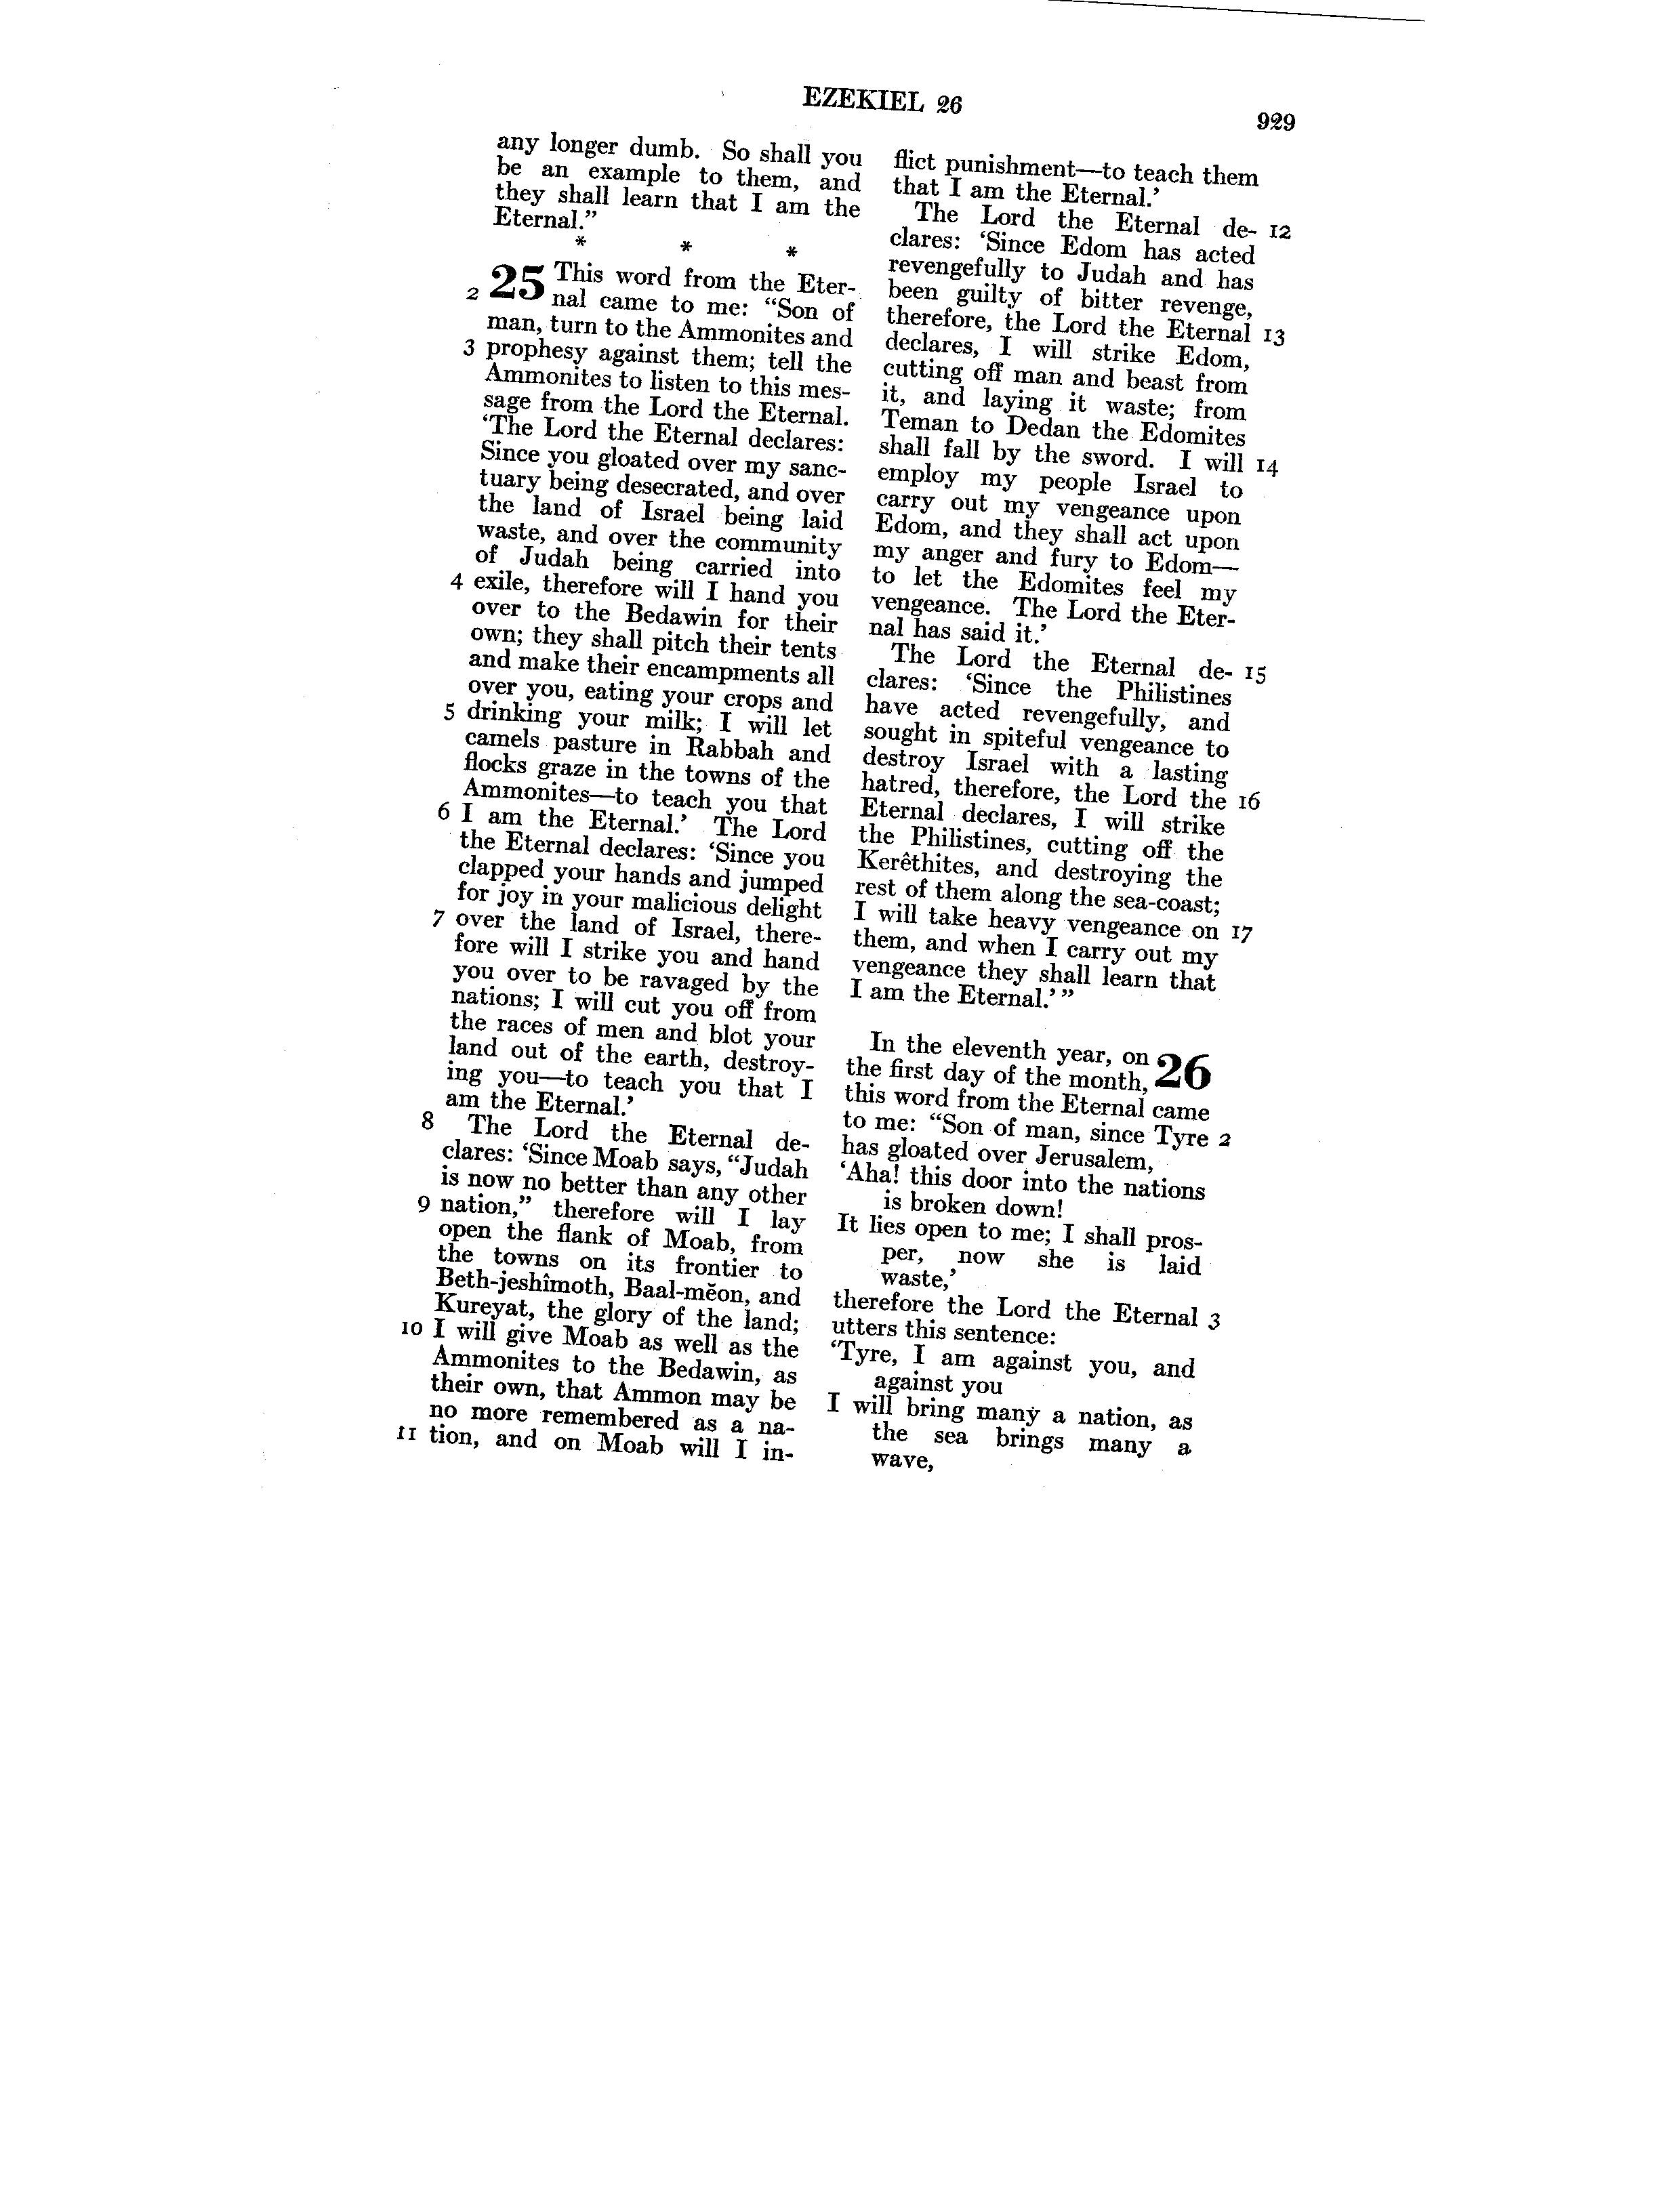 EZEKIEL 26
929
any longer dumb. So shall you
be an example to them, and
they shall learn that I am the
Eternal.”
* * *
25 This word from the Eter-
2 nal came to me: “Son of
man, turn to the Ammonites and
3 prophesy against them; tell the
Ammonites to listen to this mes-
sage from the Lord the Eternal.
‘The Lord the Eternal declares:
Since you gloated over my sanc-
tuary being desecrated, and over
the land of Israel being laid
waste, and over the community
of Judah being carried into
4 exile, therefore will I hand you
over to the Bedawin for their
own; they shall pitch their tents
and make their encampments all
over you, eating your crops and
5 drinking your milk; I will let
camels pasture in Rabbah and
flocks graze in the towns of the
Ammonites—to teach you that
6 I am the Eternal.’ The Lord
the Eternal declares: ‘Since you
clapped your hands and jumped
for joy in your malicious delight
7 over the land of Israel, there-
fore will I strike you and hand
you over to be ravaged by the
nations; I will cut you off from
the races of men and blot your
land out of the earth, destroy-
ing you—to teach you that I
am the Eternal.’
8 The Lord the Eternal de-
clares: ‘Since Moab says, “Judah
is now no better than any other
9 nation,” therefore will I lay
open the flank of Moab, from
the towns on its frontier to
Beth-jeshîmoth, Baal-mĕon, and
Kureyat, the glory of the land;
10 I will give Moab as well as the
Ammonites to the Bedawin, as
their own, that Ammon may be
no more remembered as a na-
11 tion, and on Moab will I in-
flict punishment—to teach them
that I am the Eternal.’
The Lord the Eternal de- 12
clares: ‘Since Edom has acted
revengefully to Judah and has
been guilty of bitter revenge,
therefore, the Lord the Eternal 13
declares, I will strike Edom,
cutting off man and beast from
it, and laying it waste; from
Teman to Dedan the Edomites
shall fall by the sword. I will 14
employ my people Israel to
carry out my vengeance upon
Edom, and they shall act upon
my anger and fury to Edom—
to let the Edomites feel my
vengeance. The Lord the Eter-
nal has said it.’
The Lord the Eternal de- 15
clares: ‘Since the Philistines
have acted revengefully, and
sought in spiteful vengeance to
destroy Israel with a lasting
hatred, therefore, the Lord the 16
Eternal declares, I will strike
the Philistines, cutting off the
Kerêthites, and destroying the
rest of them along the sea-coast;
I will take heavy vengeance on 17
them, and when I carry out my
vengeance they shall learn that
I am the Eternal.’ ”
In the eleventh year, on 26
the first day of the month,
this word from the Eternal came
to me: “Son of man, since Tyre 2
has gloated over Jerusalem,
‘Aha! this door into the nations
is broken down!
It lies open to me; I shall pros-
per, now she is laid
waste,’
therefore the Lord the Eternal 3
utters this sentence:
‘Tyre, I am against you, and
against you
I will bring many a nation, as
the sea brings many a
wave,